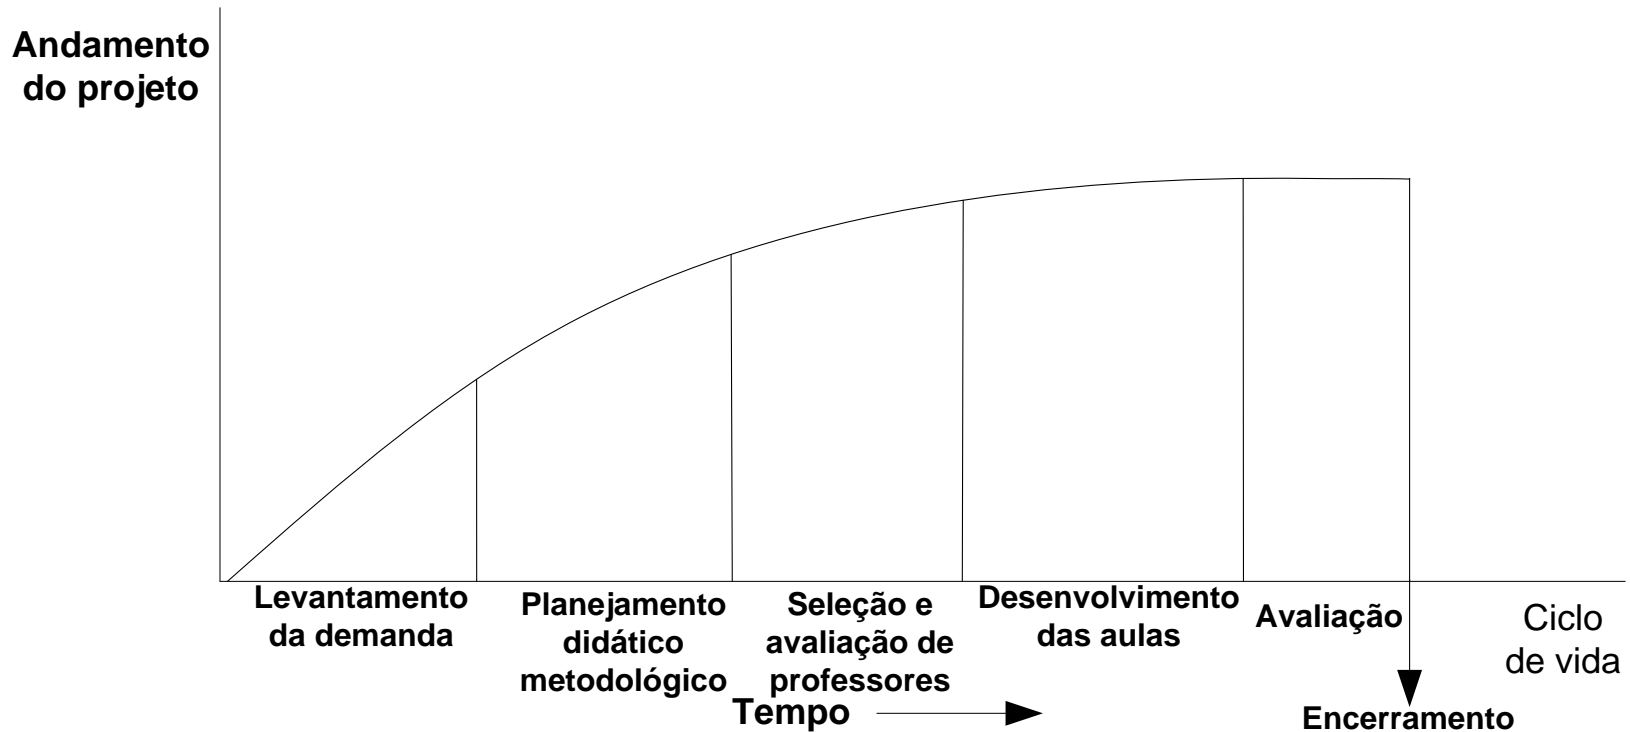 Andamento
do projeto
Levantamento
da demanda
Planejamento
didático
metodológico
Seleção e
avaliação de
professores
Desenvolvimento
das aulas
Avaliação
Ciclo
de vida
Tempo
Encerramento